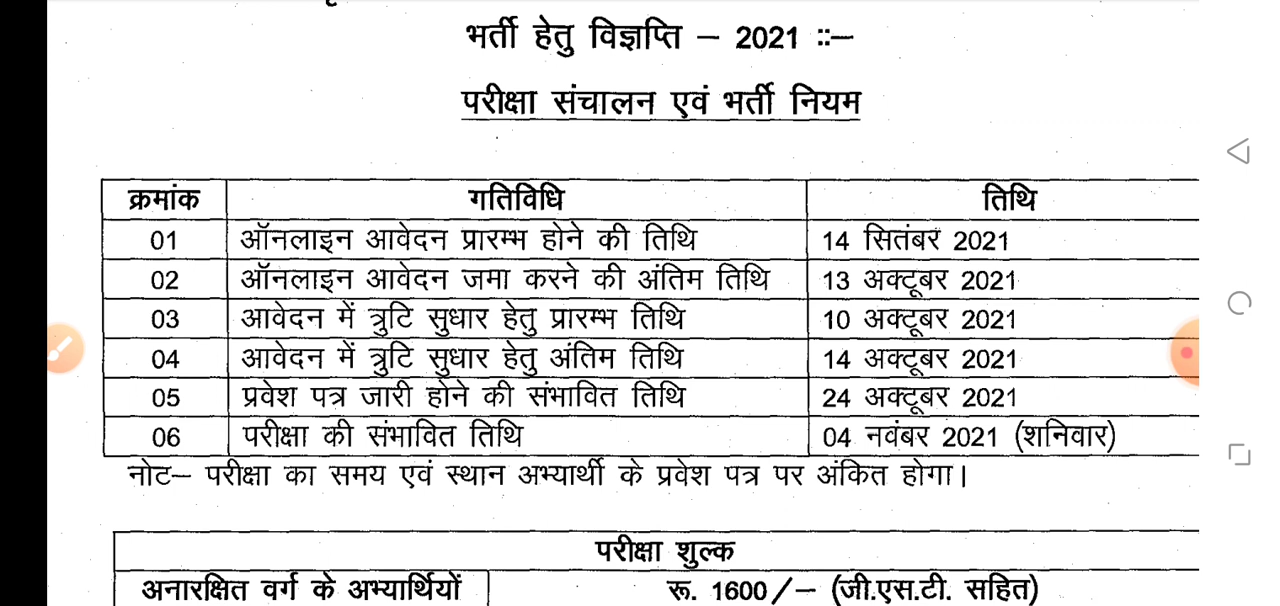 भर्ती हेतु विज्ञप्ति – 2021 ::–
परीक्षा संचालन एवं भर्ती नियम
क्रमांक गतिविधि तिथि
01 ऑनलाइन आवेदन प्रारम्भ होने की तिथि 14 सितंबर 2021
02 ऑनलाइन आवेदन जमा करने की अंतिम तिथि 13 अक्टूबर 2021
03 आवेदन में त्रुटि सुधार हेतु प्रारम्भ तिथि 10 अक्टूबर 2021
04 आवेदन में त्रुटि सुधार हेतु अंतिम तिथि 14 अक्टूबर 2021
05 प्रवेश पत्र जारी होने की संभावित तिथि 24 अक्टूबर 2021
06 परीक्षा की संभावित तिथि 04 नवंबर 2021 (शनिवार)
नोट– परीक्षा का समय एवं स्थान अभ्यार्थी के प्रवेश पत्र पर अंकित होगा।
परीक्षा शुल्क
अनारक्षित वर्ग के अभ्यार्थियों रू. 1600/– (जी.एस.टी. सहित)